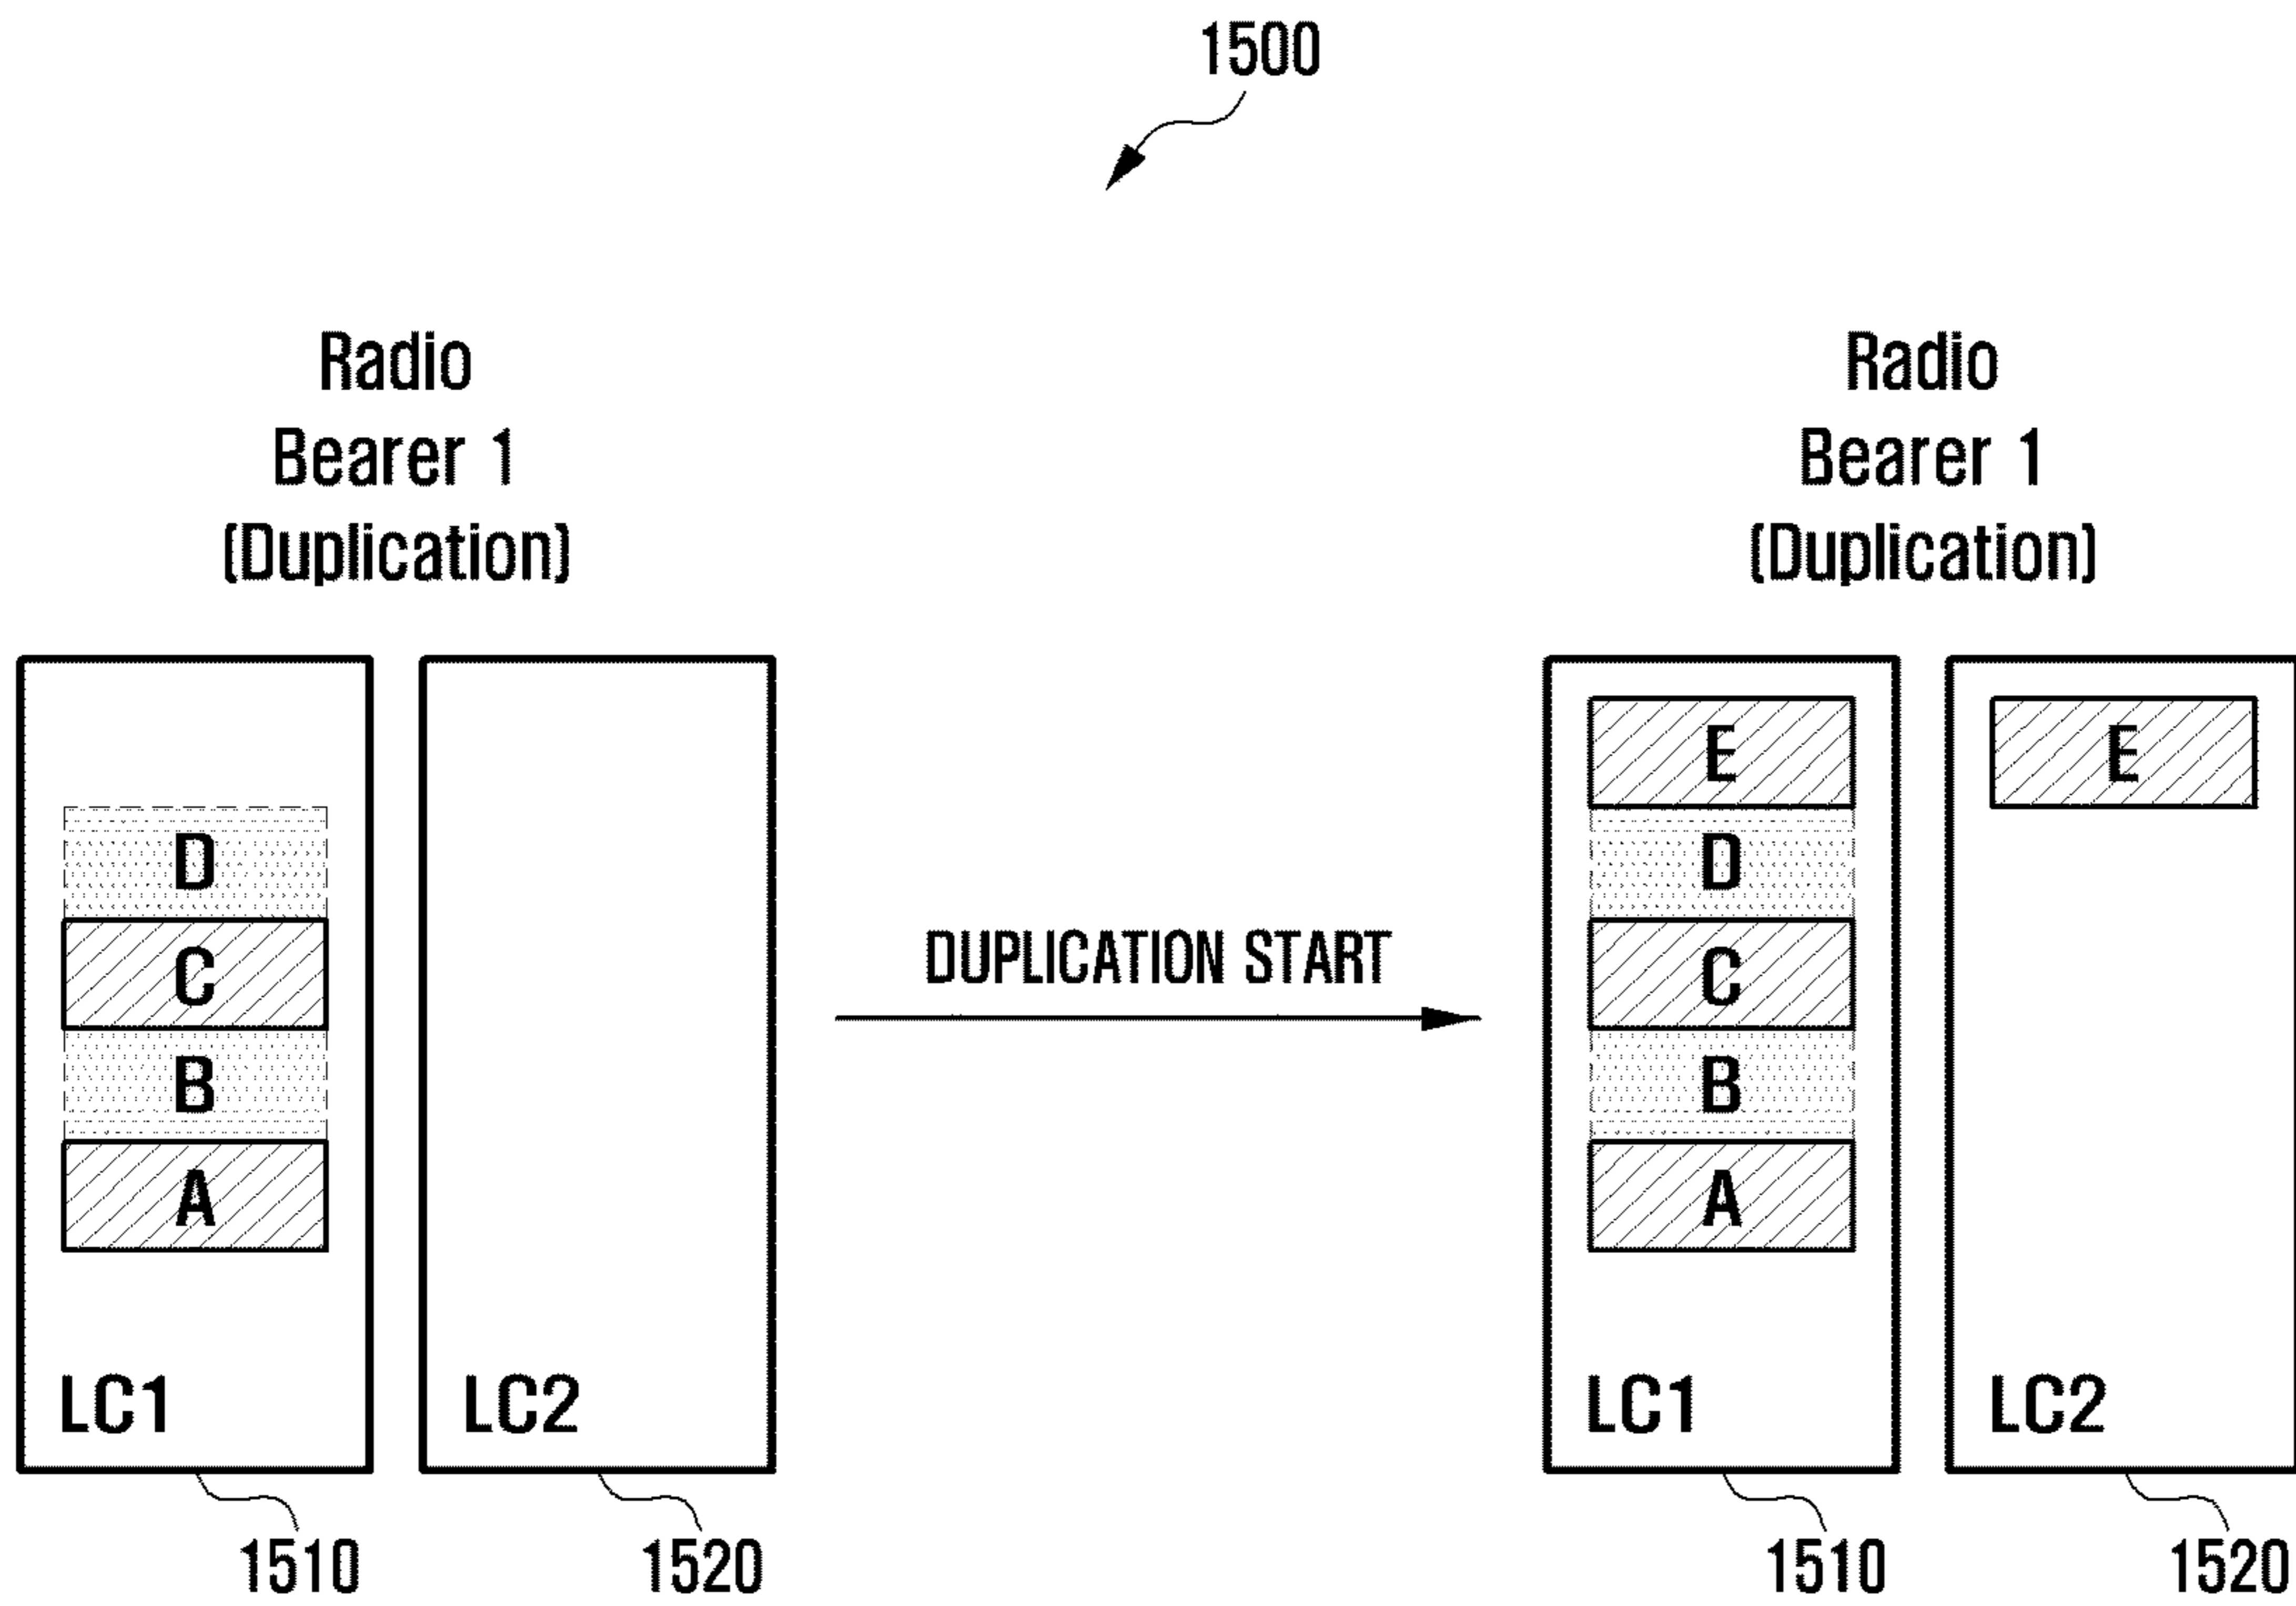 1500
Radio
Bearer 1
(Duplication)
D
C
B
A
LC1
LC2
1510
1520
DUPLICATION START
Radio
Bearer 1
(Duplication)
E
D
C
B
A
LC1
E
LC2
1510
1520